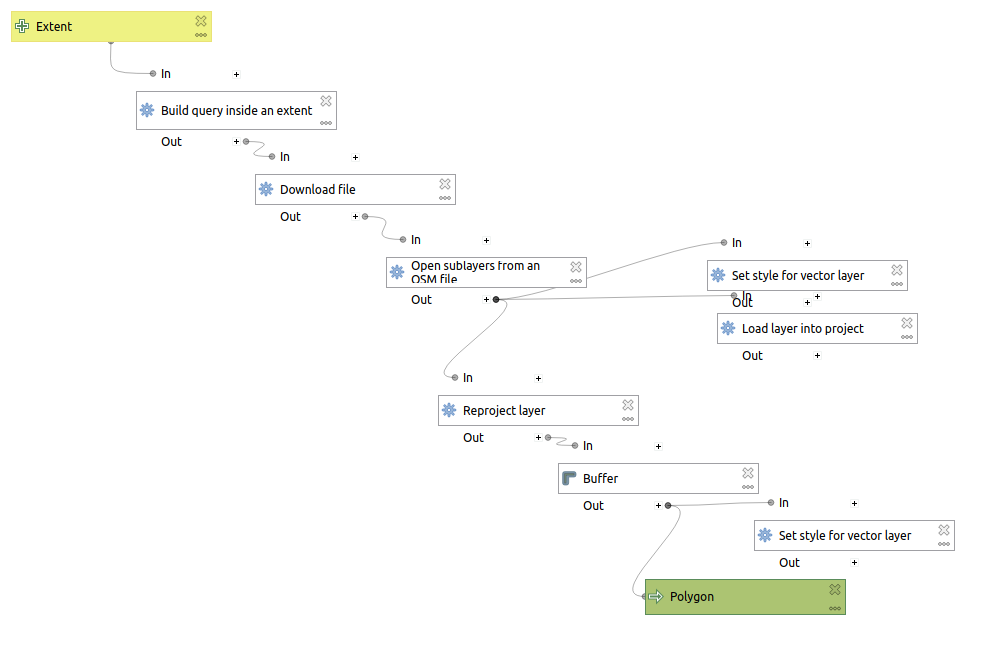 Extent
In
Build query inside an extent
Out
In
Download file
Out
In
Open sublayers from an
OSM file
Out
In
Set style for vector layer
Out
In
Load layer into project
Out
In
Reproject layer
Out
In
Buffer
Out
In
Set style for vector layer
Out
Polygon